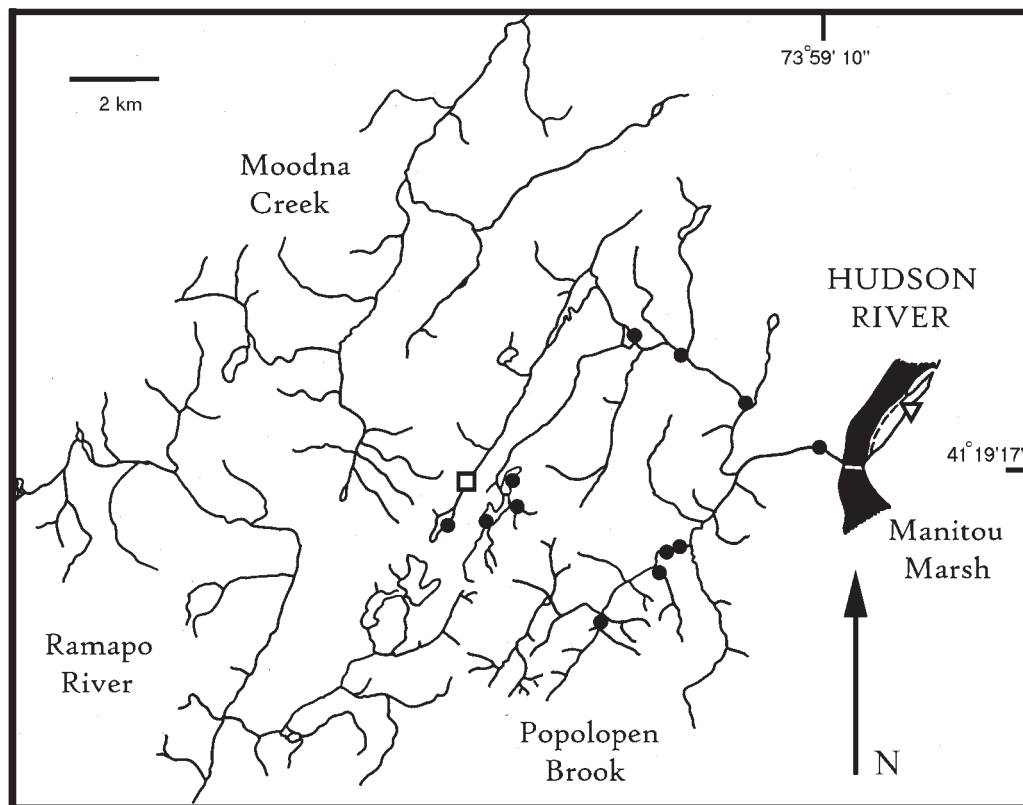 73°59' 10"
2 km
Moodna
Creek
HUDSON
RIVER
41°19'17"
Manitou
Marsh
Ramapo
River
Popolopen
Brook
N